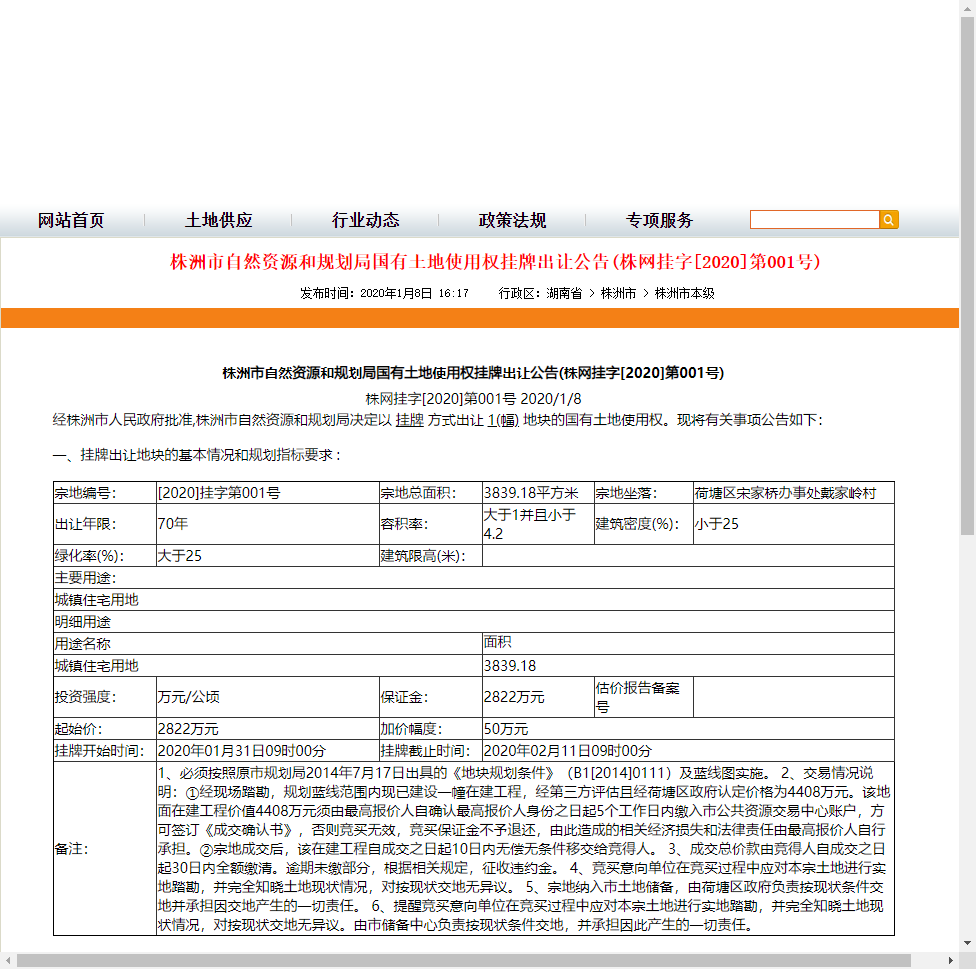 网站首页 土地供应 行业动态 政策法规 专项服务
株洲市自然资源和规划局国有土地使用权挂牌出让公告(株网挂字[2020]第001号)
发布时间：2020年1月8日 16:17 行政区：湖南省 > 株洲市 > 株洲市本级
株洲市自然资源和规划局国有土地使用权挂牌出让公告(株网挂字[2020]第001号)
株网挂字[2020]第001号 2020/1/8
经株洲市人民政府批准,株洲市自然资源和规划局决定以 挂牌 方式出让 1(幅) 地块的国有土地使用权。现将有关事项公告如下：
一、挂牌出让地块的基本情况和规划指标要求：
宗地编号： [2020]挂字第001号 宗地总面积： 3839.18平方米 宗地坐落： 荷塘区宋家桥办事处戴家岭村
出让年限： 70年 容积率： 大于1并且小于
4.2 建筑密度(%)： 小于25
绿化率(%)： 大于25 建筑限高(米)：
主要用途：
城镇住宅用地
明细用途
用途名称 面积
城镇住宅用地 3839.18
投资强度： 万元/公顷 保证金： 2822万元 估价报告备案
号
起始价： 2822万元 加价幅度： 50万元
挂牌开始时间： 2020年01月31日09时00分 挂牌截止时间： 2020年02月11日09时00分
备注：
1、必须按照原市规划局2014年7月17日出具的《地块规划条件》（B1[2014]0111）及蓝线图实施。 2、交易情况说
明：①经现场踏勘，规划蓝线范围内现已建设一幢在建工程，经第三方评估且经荷塘区政府认定价格为4408万元。该地
面在建工程价值4408万元须由最高报价人自确认最高报价人身份之日起5个工作日内缴入市公共资源交易中心账户，方
可签订《成交确认书》，否则竞买无效，竞买保证金不予退还，由此造成的相关经济损失和法律责任由最高报价人自行
承担。②宗地成交后，该在建工程自成交之日起10日内无偿无条件移交给竞得人。 3、成交总价款由竞得人自成交之日
起30日内全额缴清。逾期未缴部分，根据相关规定，征收违约金。 4、竞买意向单位在竞买过程中应对本宗土地进行实
地踏勘，并完全知晓土地现状情况，对按现状交地无异议。 5、宗地纳入市土地储备，由荷塘区政府负责按现状条件交
地并承担因交地产生的一切责任。 6、提醒竞买意向单位在竞买过程中应对本宗土地进行实地踏勘，并完全知晓土地现
状情况，对按现状交地无异议。由市储备中心负责按现状条件交地，并承担因此产生的一切责任。